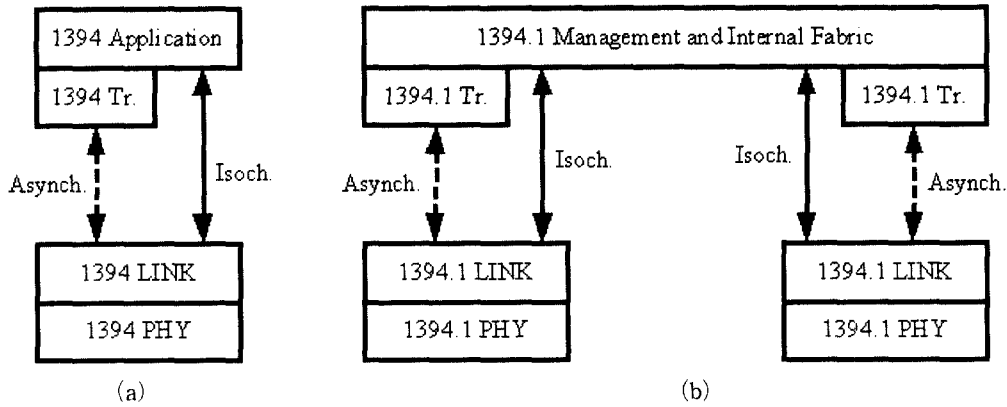 1394 Application
1394 Tr.
Asynch.
Isoch.
1394 LINK
1394 PHY
(a)
1394.1 Management and Internal Fabric
1394.1 Tr.
1394.1 Tr.
Asynch.
Isoch.
Isoch.
Asynch.
1394.1 LINK
1394.1 LINK
1394.1 PHY
1394.1 PHY
(b)